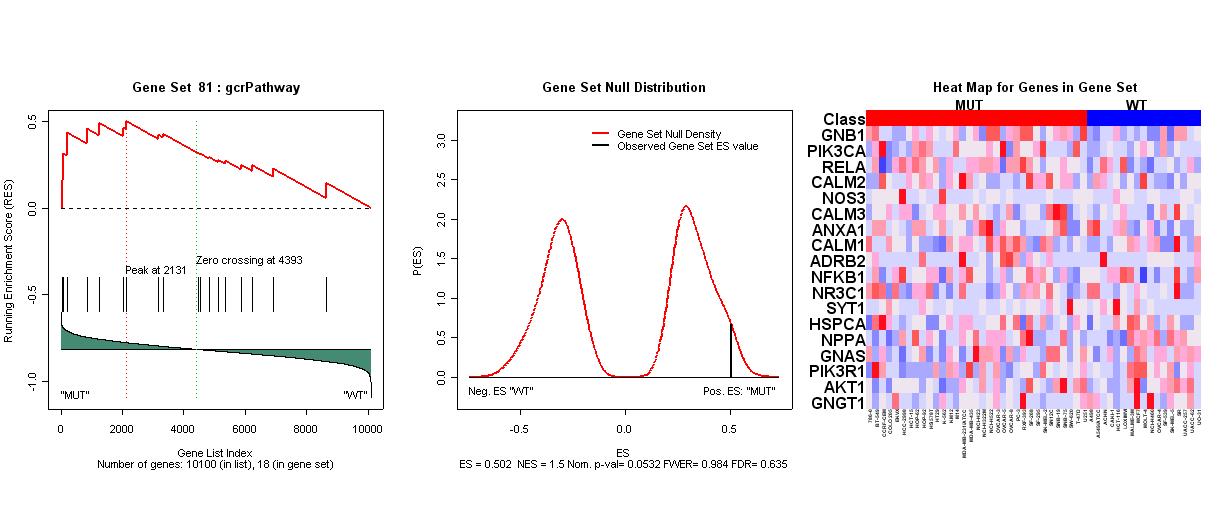 Gene Set 81 : gcrPathway
Running Enrichment Score (RES)
0.5
0.0
-0.5
-1.0
Peak at 2131
Zero crossing at 4393
"MUT"
"WT"
0
2000
4000
6000
8000
10000
Gene List Index
Number of genes: 10100 (in list), 18 (in gene set)
Gene Set Null Distribution
P(ES)
3.0
2.5
2.0
1.5
1.0
0.5
0.0
Gene Set Null Density
Observed Gene Set ES value
Neg. ES "WT"
Pos. ES: "MUT"
-0.5
0.0
0.5
ES
ES = 0.502 NES = 1.5 Nom. p-val= 0.0532 FWER= 0.984 FDR= 0.635
Heat Map for Genes in Gene Set
MUT
WT
Class
GNB1
PIK3CA
RELA
CALM2
NOS3
CALM3
ANXA1
CALM1
ADRB2
NFKB1
NR3C1
SYT1
HSPCA
NPPA
GNAS
PIK3R1
AKT1
GNGT1